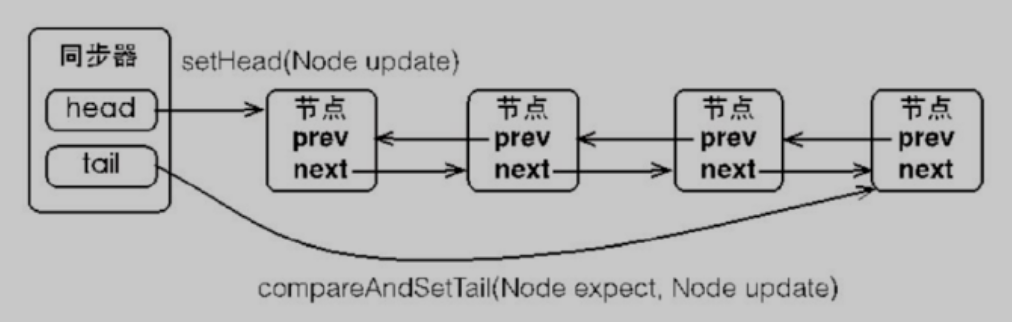 同步器
head
tail
setHead(Node update)
节点
prev
next
节点
prev
next
节点
prev
next
节点
prev
next
compareAndSetTail(Node expect, Node update)